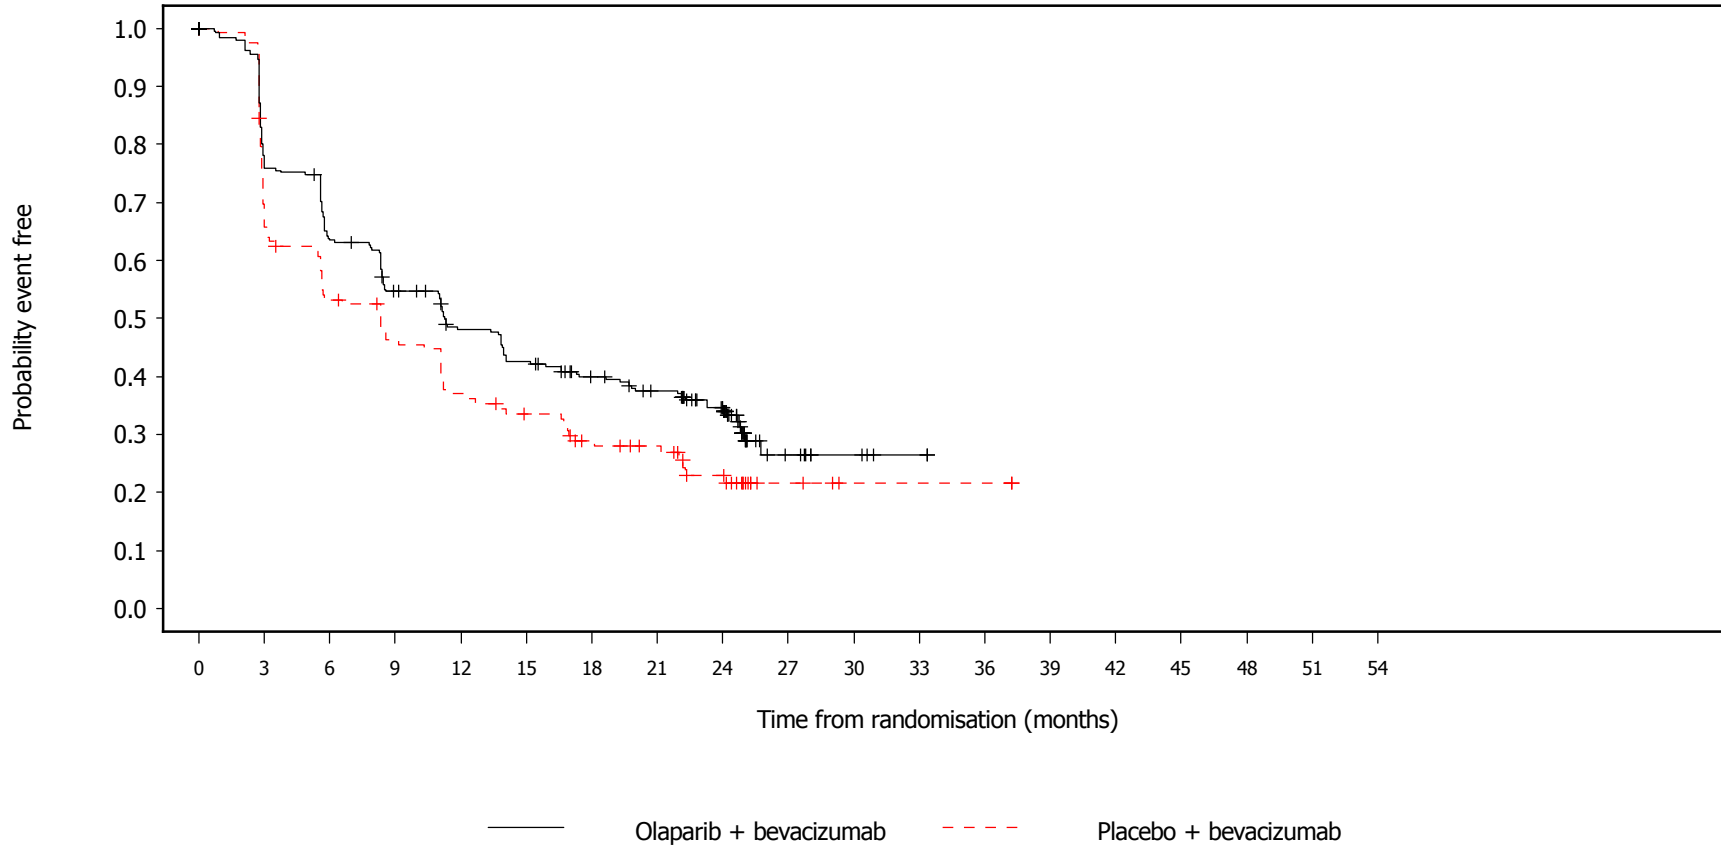 1.0
0.9
0.8
0.7
0.6
0.5
0.4
0.3
0.2
0.1
0.0
Probability event free
0 3 6 9 12 15 18 21 24 27 30 33 36 39 42 45 48 51 54
Time from randomisation (months)
Olaparib + bevacizumab Placebo + bevacizumab